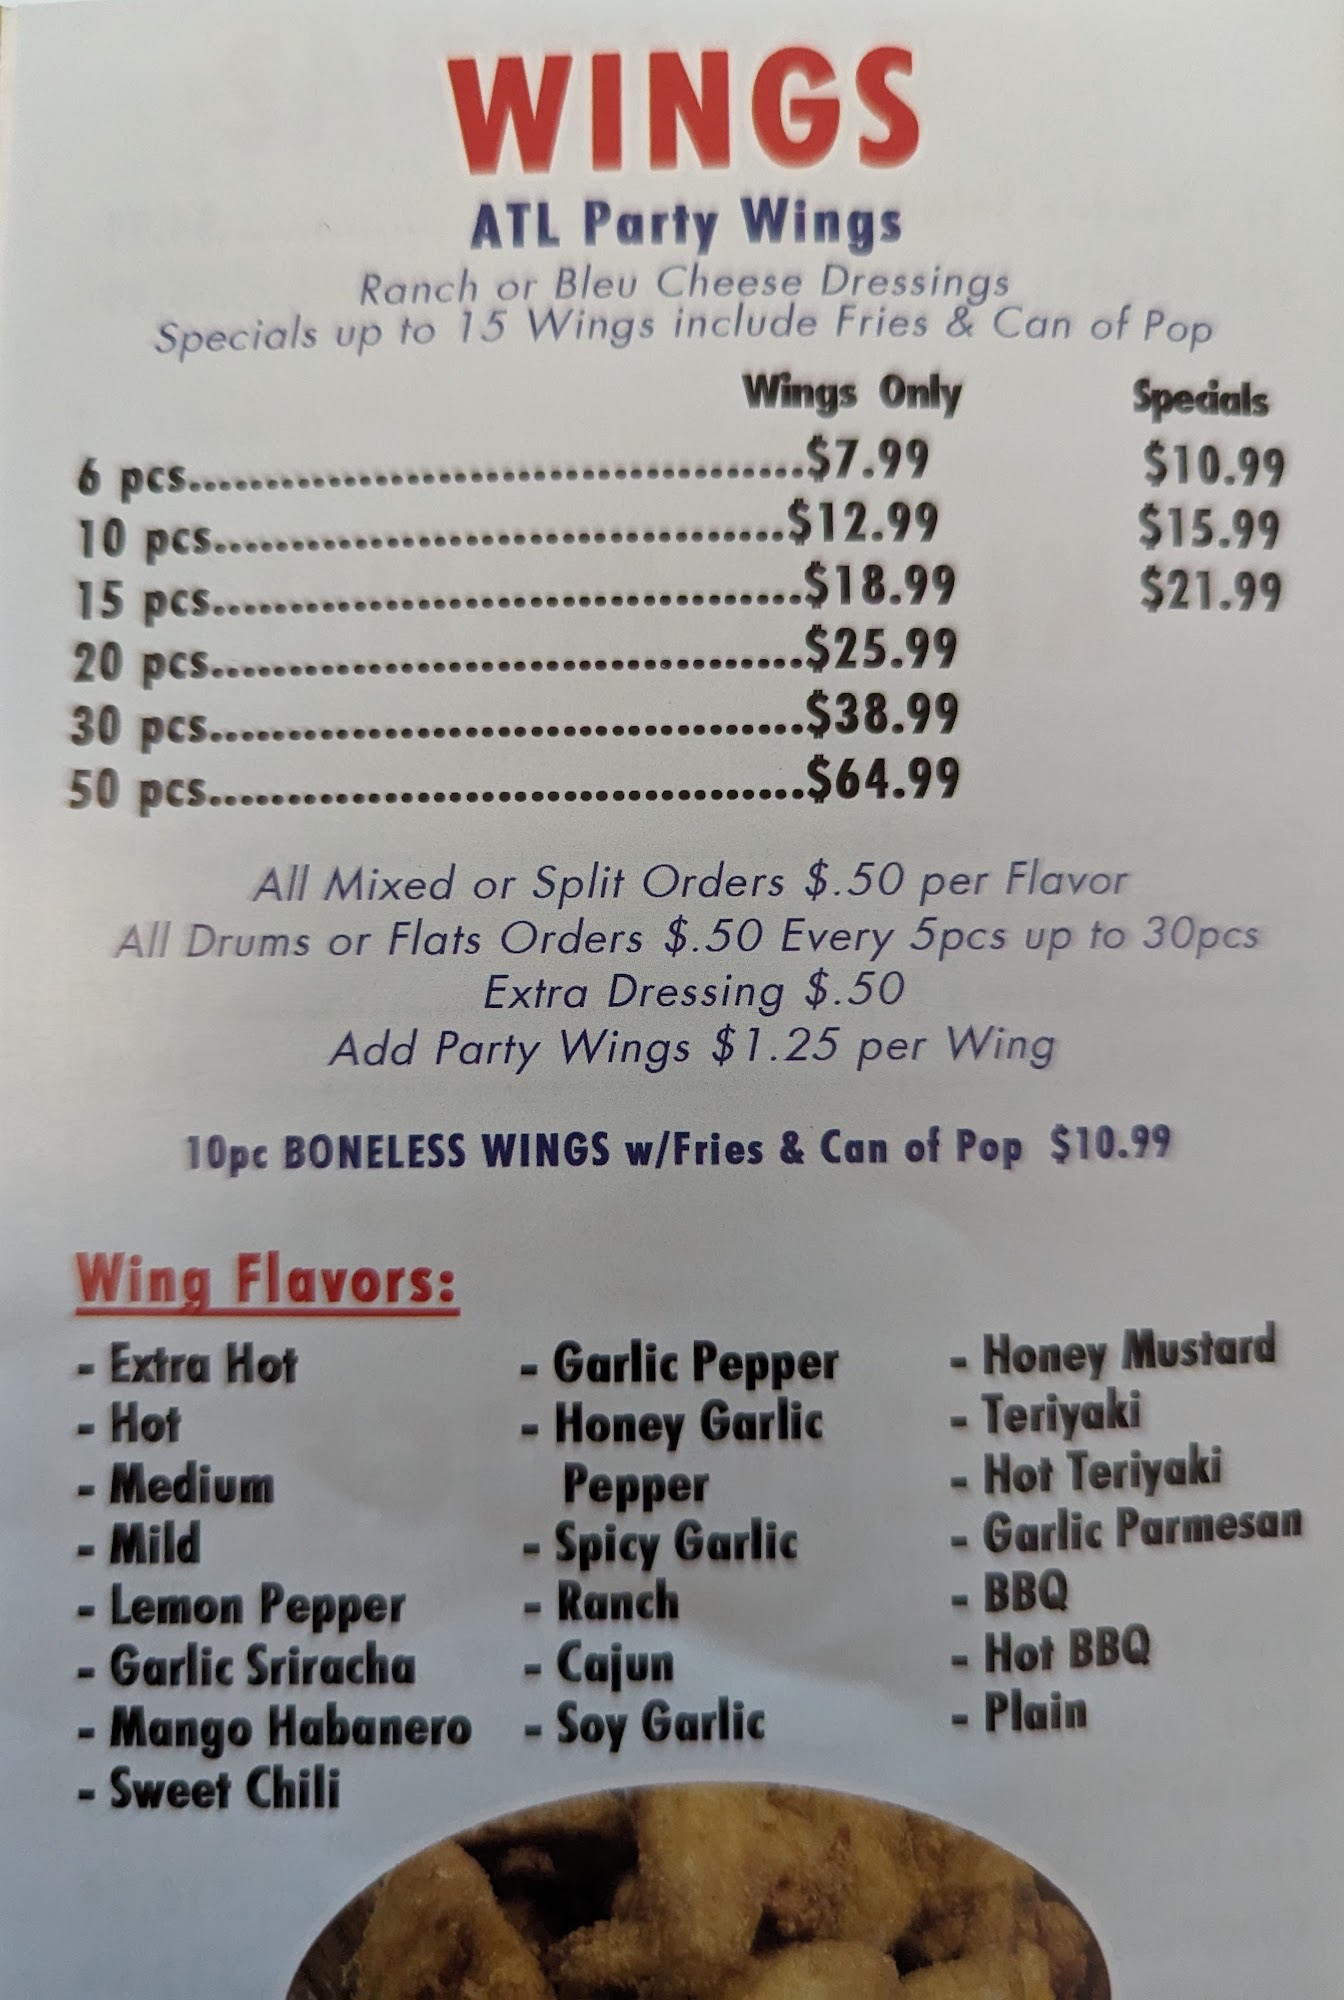 WINGS
ATL Party Wings
Ranch or Bleu Cheese Dressings
Specials up to 15 Wings include Fries & Can of Pop
Wings Only Specials
6 pcs.......................................$7.99 $10.99
10 pcs.....................................$12.99 $15.99
15 pcs......................................$18.99 $21.99
20 pcs......................................$25.99
30 pcs......................................$38.99
50 pcs......................................$64.99
All Mixed or Split Orders $.50 per Flavor
All Drums or Flats Orders $.50 Every 5pcs up to 30pcs
Extra Dressing $.50
Add Party Wings $1.25 per Wing
10pc BONELESS WINGS w/Fries & Can of Pop $10.99
Wing Flavors:
- Extra Hot
- Hot
- Medium
- Mild
- Lemon Pepper
- Garlic Sriracha
- Mango Habanero
- Sweet Chili
- Garlic Pepper
- Honey Garlic
Pepper
- Spicy Garlic
- Ranch
- Cajun
- Soy Garlic
- Honey Mustard
- Teriyaki
- Hot Teriyaki
- Garlic Parmesan
- BBQ
- Hot BBQ
- Plain